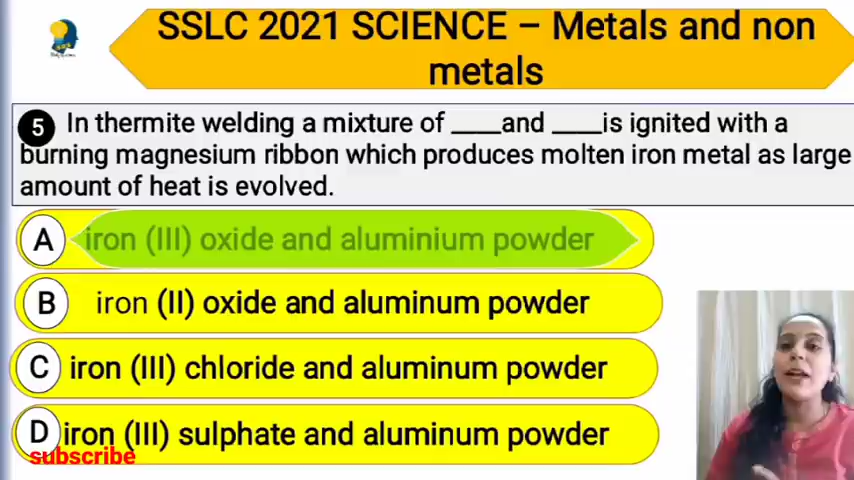 SSLC 2021 SCIENCE – Metals and non
metals
5 In thermite welding a mixture of ____and ____is ignited with a
burning magnesium ribbon which produces molten iron metal as large
amount of heat is evolved.
A iron (III) oxide and aluminium powder
B iron (II) oxide and aluminum powder
C iron (III) chloride and aluminum powder
D iron (III) sulphate and aluminum powder
subscribe